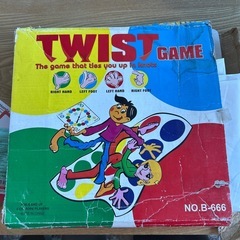 TWIST
GAME
The game that ties you up in knots
RIGHT HAND LEFT FOOT LEFT HAND RIGHT FOOT
NO.B-666